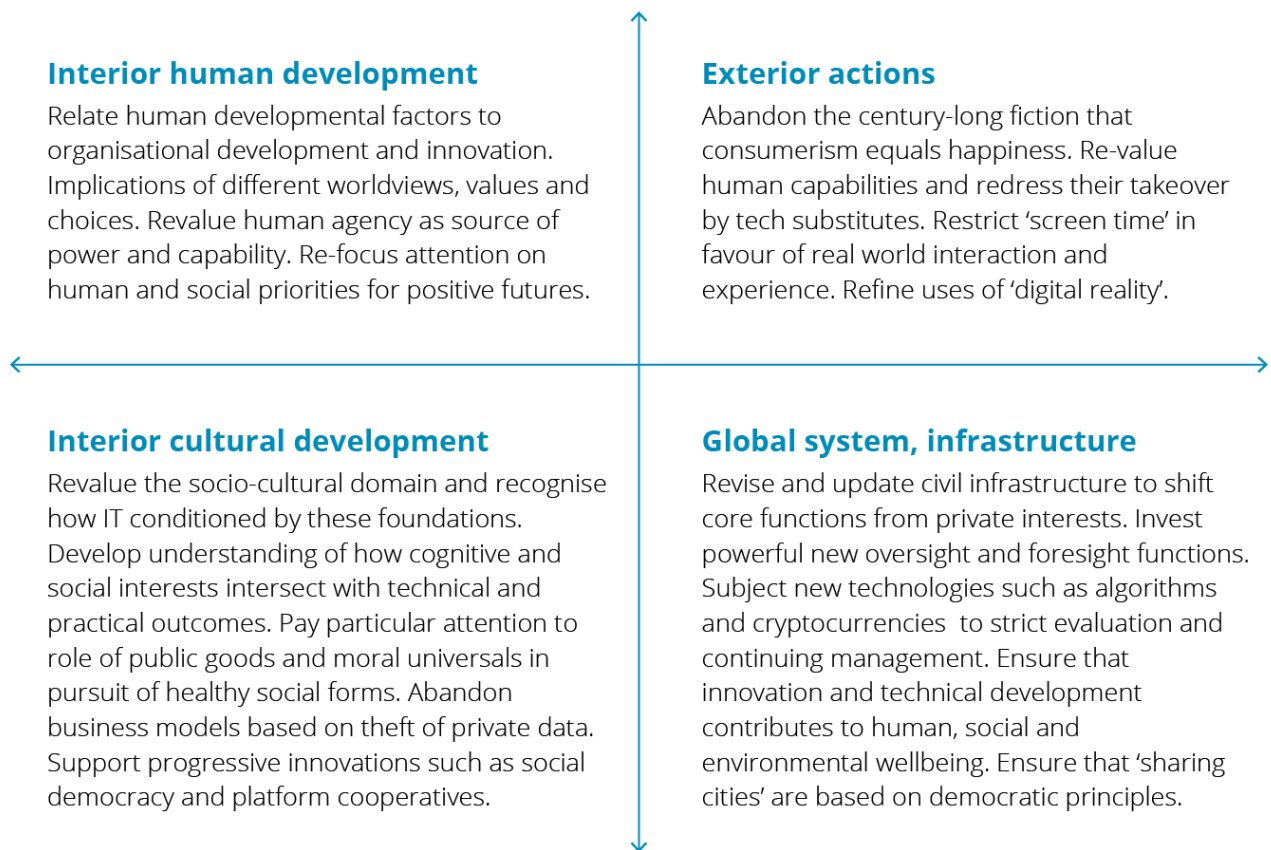 Interior human development
Relate human developmental factors to
organisational development and innovation.
Implications of different worldviews, values and
choices. Revalue human agency as source of
power and capability. Re-focus attention on
human and social priorities for positive futures.
Exterior actions
Abandon the century-long fiction that
consumerism equals happiness. Re-value
human capabilities and redress their takeover
by tech substitutes. Restrict ‘screen time’ in
favour of real world interaction and
experience. Refine uses of ‘digital reality’.
Interior cultural development
Revalue the socio-cultural domain and recognise
how IT conditioned by these foundations.
Develop understanding of how cognitive and
social interests intersect with technical and
practical outcomes. Pay particular attention to
role of public goods and moral universals in
pursuit of healthy social forms. Abandon
business models based on theft of private data.
Support progressive innovations such as social
democracy and platform cooperatives.
Global system, infrastructure
Revise and update civil infrastructure to shift
core functions from private interests. Invest
powerful new oversight and foresight functions.
Subject new technologies such as algorithms
and cryptocurrencies  to strict evaluation and
continuing management. Ensure that
innovation and technical development
contributes to human, social and
environmental wellbeing. Ensure that ‘sharing
cities’ are based on democratic principles.